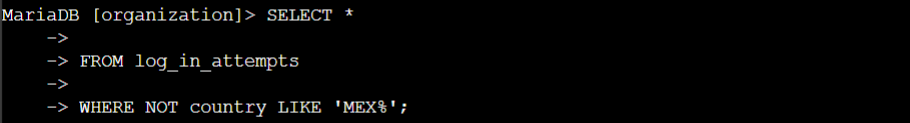 MariaDB [organization]> SELECT *
->
-> FROM log_in_attempts
->
-> WHERE NOT country LIKE 'MEX%';